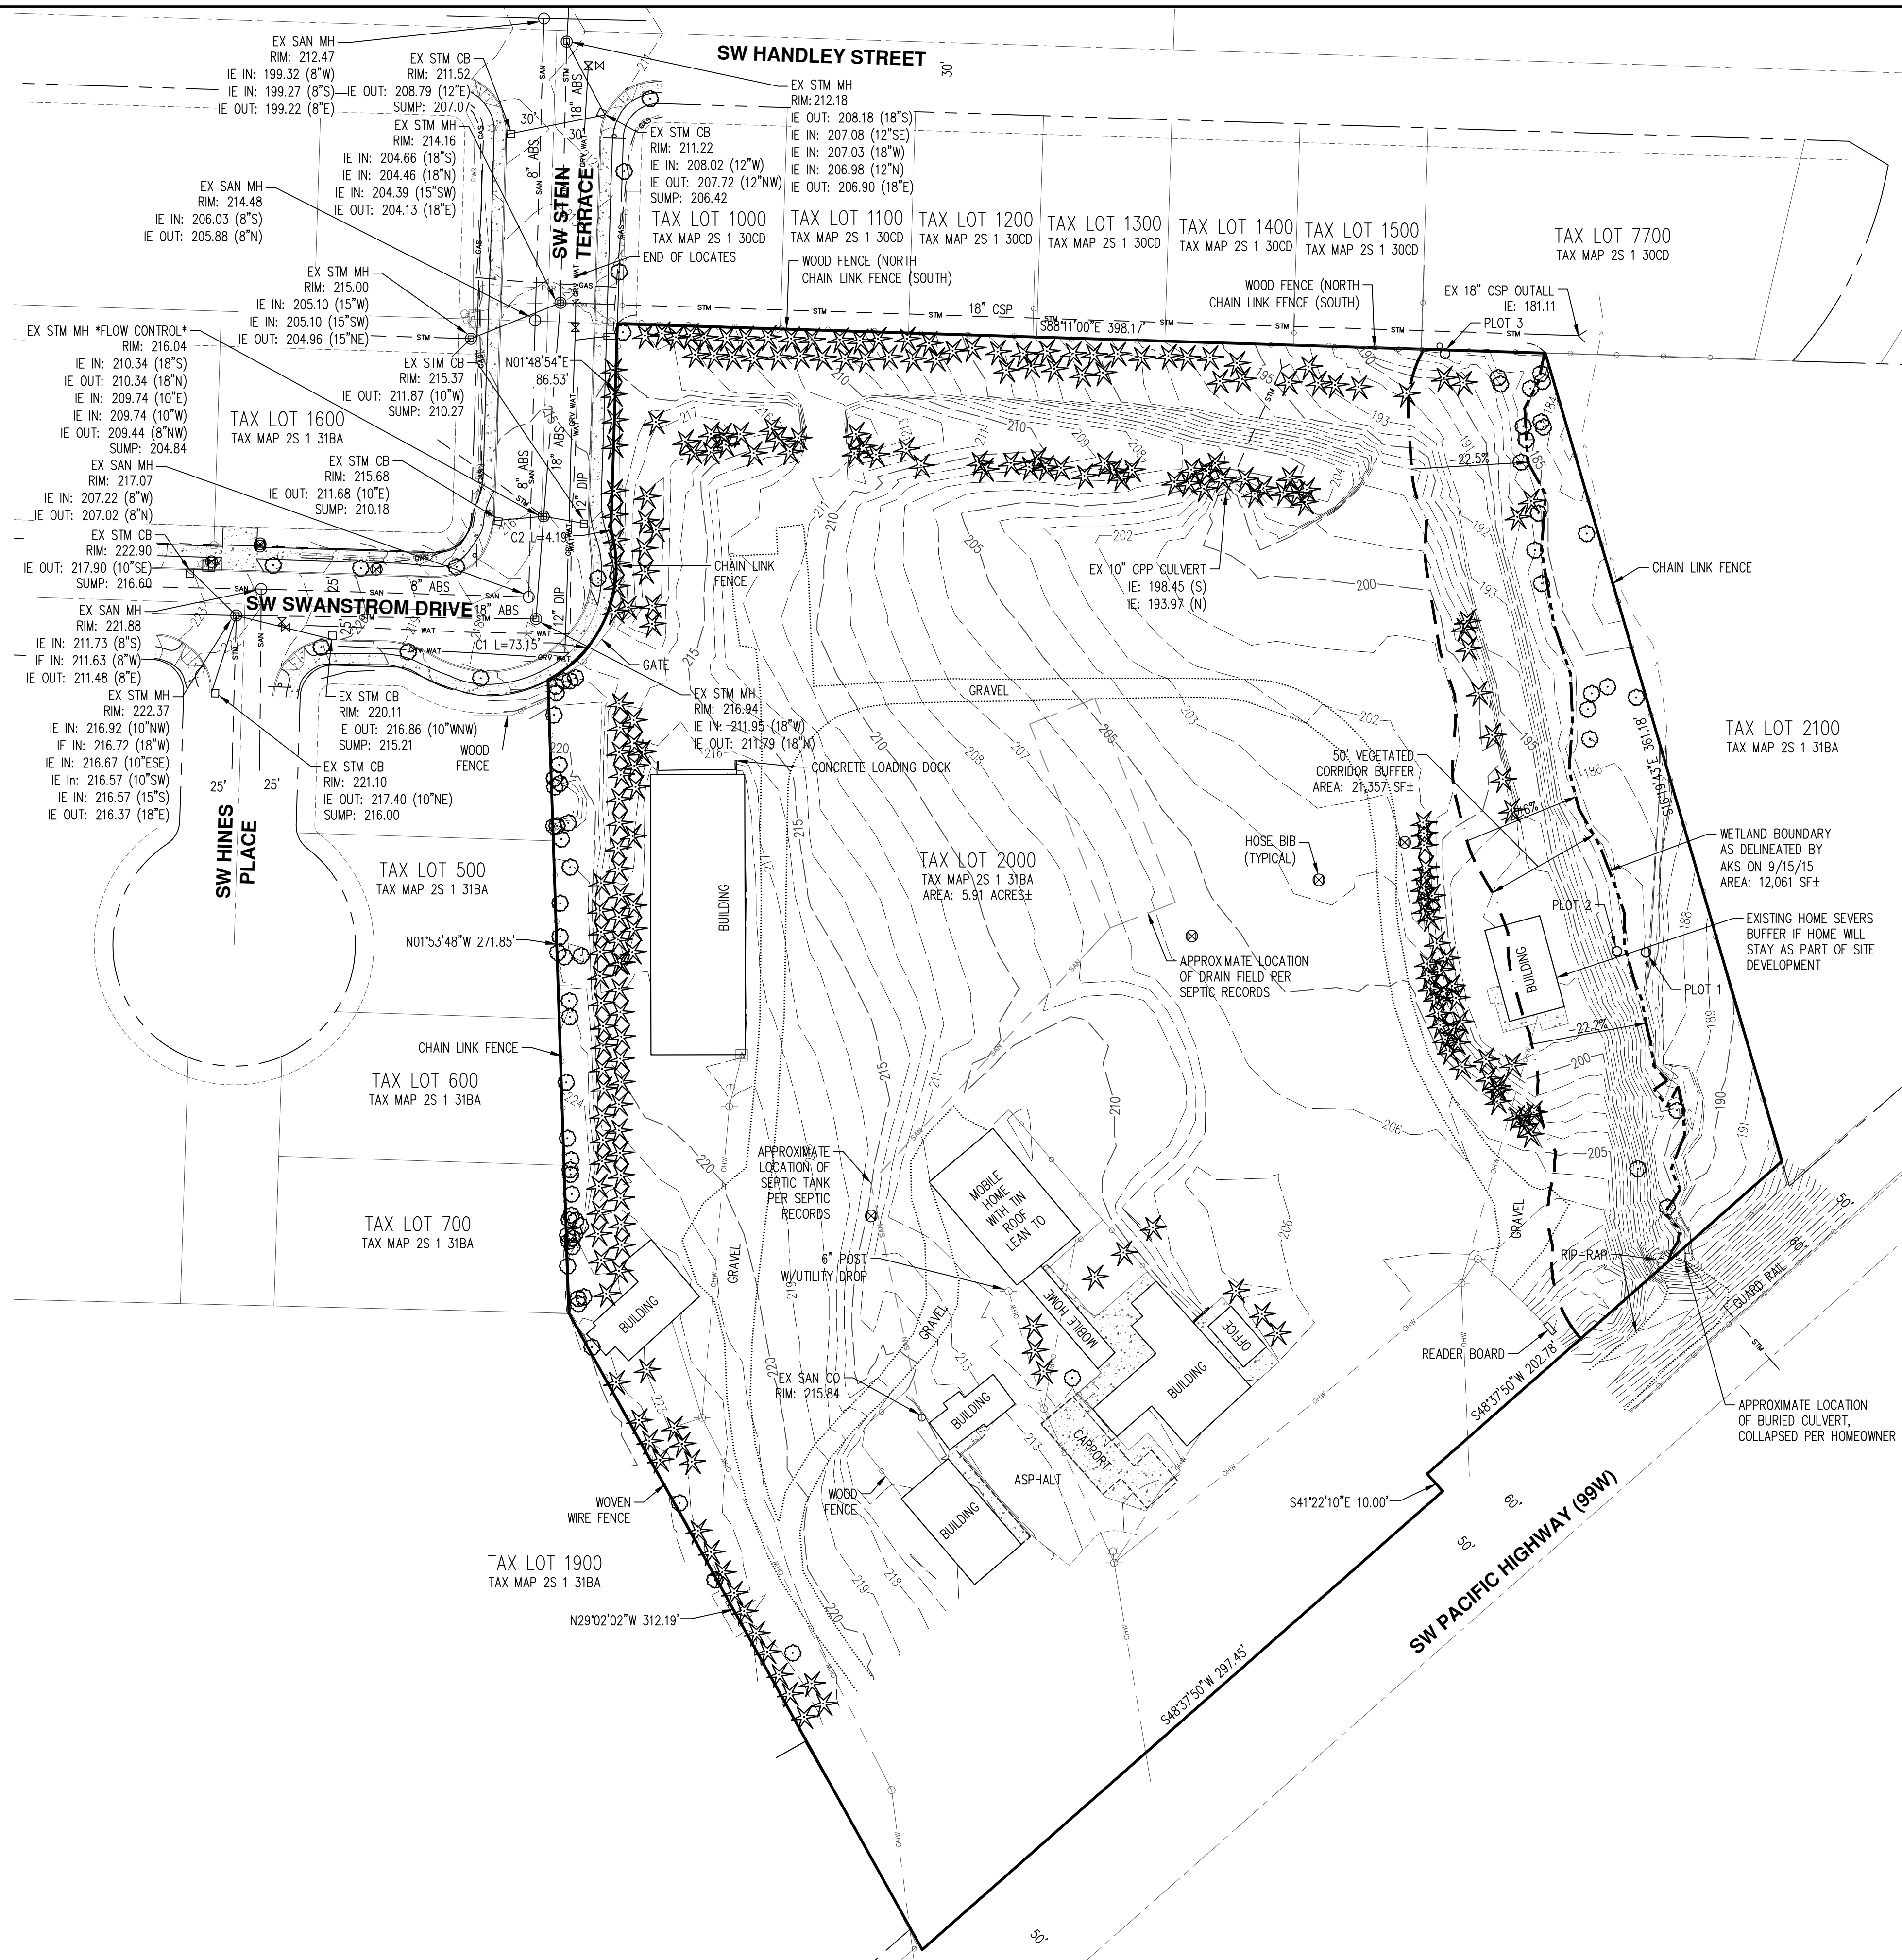 SW HANDLEY STREET
30'
EX SAN MH
RIM: 212.47
IE IN: 199.32 (8"W)
IE IN: 199.27 (8"S)
IE OUT: 199.22 (8"E)
EX STM CB
RIM: 211.52
IE OUT: 208.79 (12"E)
SUMP: 207.07
EX STM MH
RIM: 214.16
IE IN: 204.66 (18"S)
IE IN: 204.46 (18"N)
IE IN: 204.39 (15"SW)
IE OUT: 204.13 (18"E)
EX SAN MH
RIM: 214.48
IE IN: 206.03 (8"S)
IE OUT: 205.88 (8"N)
EX STM MH
RIM: 215.00
IE IN: 205.10 (15"W)
IE IN: 205.10 (15"SW)
IE OUT: 204.96 (15"NE)
EX STM MH *FLOW CONTROL*
RIM: 216.04
IE IN: 210.34 (18"S)
IE OUT: 210.34 (18"N)
IE IN: 209.74 (10"E)
IE IN: 209.74 (10"W)
IE OUT: 209.44 (8"NW)
SUMP: 204.84
EX STM CB
RIM: 215.37
IE OUT: 211.87 (10"W)
SUMP: 210.27
EX STM CB
RIM: 215.68
IE OUT: 211.68 (10"E)
SUMP: 210.18
EX SAN MH
RIM: 217.07
IE IN: 207.22 (8"W)
IE OUT: 207.02 (8"N)
EX STM CB
RIM: 222.90
IE OUT: 217.90 (10"SE)
SUMP: 216.60
EX SAN MH
RIM: 221.88
IE IN: 211.73 (8"S)
IE IN: 211.63 (8"W)
IE OUT: 211.48 (8"E)
EX STM MH
RIM: 222.37
IE IN: 216.92 (10"NW)
IE IN: 216.72 (18"W)
IE IN: 216.67 (10"ESE)
IE In: 216.57 (10"SW)
IE IN: 216.57 (15"S)
IE OUT: 216.37 (18"E)
EX STM CB
RIM: 220.11
IE OUT: 216.86 (10"WNW)
SUMP: 215.21
EX STM CB
RIM: 221.10
IE OUT: 217.40 (10"NE)
SUMP: 216.00
WOOD
FENCE
EX STM MH
RIM:212.18
IE OUT: 208.18 (18"S)
IE IN: 207.08 (12"SE)
IE IN: 207.03 (18"W)
IE IN: 206.98 (12"N)
IE OUT: 206.90 (18"E)
EX STM CB
RIM: 211.22
IE IN: 208.02 (12"W)
IE OUT: 207.72 (12"NW)
SUMP: 206.42
30'
30'
18" ABS
8" ABS
SW STEIN
TERRACE
END OF LOCATES
TAX LOT 1000
TAX MAP 2S 1 30CD
TAX LOT 1100
TAX MAP 2S 1 30CD
TAX LOT 1200
TAX MAP 2S 1 30CD
TAX LOT 1300
TAX MAP 2S 1 30CD
TAX LOT 1400
TAX MAP 2S 1 30CD
TAX LOT 1500
TAX MAP 2S 1 30CD
TAX LOT 7700
TAX MAP 2S 1 30CD
WOOD FENCE (NORTH
CHAIN LINK FENCE (SOUTH)
18" CSP
WOOD FENCE (NORTH
CHAIN LINK FENCE (SOUTH)
EX 18" CSP OUTALL
IE: 181.11
PLOT 3
S88°11'00"E 398.17'
N01°48'54"E
86.53'
TAX LOT 1600
TAX MAP 2S 1 31BA
8" ABS
18" ABS
12" DIP
C2 L=4.19'
CHAIN LINK
FENCE
EX 10" CPP CULVERT
IE: 198.45 (S)
IE: 193.97 (N)
-22.5%
CHAIN LINK FENCE
SW SWANSTROM DRIVE
8" ABS
18" ABS
12" DIP
25'
25'
C1 L=73.15'
GATE
EX STM MH
RIM: 216.94
IE IN: 211.95 (18"W)
IE OUT: 211.79 (18"N)
GRAVEL
CONCRETE LOADING DOCK
25'
25'
SW HINES
PLACE
TAX LOT 500
TAX MAP 2S 1 31BA
N01°53'48"W 271.85'
BUILDING
TAX LOT 2000
TAX MAP 2S 1 31BA
AREA: 5.91 ACRES±
HOSE BIB
(TYPICAL)
50' VEGETATED
CORRIDOR BUFFER
AREA: 21,357 SF±
TAX LOT 2100
TAX MAP 2S 1 31BA
S16°19'43"E 361.18'
WETLAND BOUNDARY
AS DELINEATED BY
AKS ON 9/15/15
AREA: 12,061 SF±
PLOT 2
EXISTING HOME SEVERS
BUFFER IF HOME WILL
STAY AS PART OF SITE
DEVELOPMENT
BUILDING
PLOT 1
-22.2%
APPROXIMATE LOCATION
OF DRAIN FIELD PER
SEPTIC RECORDS
CHAIN LINK FENCE
TAX LOT 600
TAX MAP 2S 1 31BA
TAX LOT 700
TAX MAP 2S 1 31BA
APPROXIMATE
LOCATION OF
SEPTIC TANK
PER SEPTIC
RECORDS
MOBILE
HOME
WITH TIN
ROOF
LEAN TO
6" POST
W/UTILITY DROP
GRAVEL
GRAVEL
GRAVEL
MOBILE HOME
OFFICE
BUILDING
BUILDING
BUILDING
BUILDING
CARPORT
ASPHALT
EX SAN CO
RIM: 215.84
WOOD
FENCE
RIP-RAP
GUARD RAIL
50'
60'
READER BOARD
S48°37'50"W 202.78'
APPROXIMATE LOCATION
OF BURIED CULVERT,
COLLAPSED PER HOMEOWNER
S41°22'10"E 10.00'
60'
50'
SW PACIFIC HIGHWAY (99W)
WOVEN
WIRE FENCE
TAX LOT 1900
TAX MAP 2S 1 31BA
N29°02'02"W 312.19'
S48°37'50"W 297.45'
50'